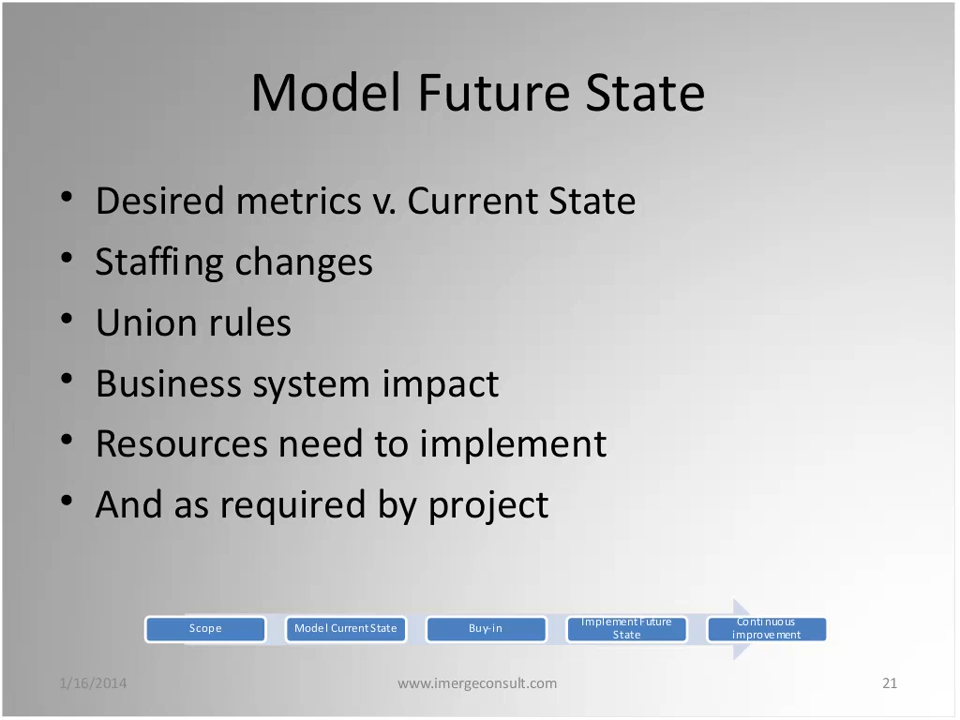 Model Future State
• Desired metrics v. Current State
• Staffing changes
• Union rules
• Business system impact
• Resources need to implement
• And as required by project
Scope
Model Current State
Buy-in
Implement Future
State
Continuous
improvement
1/16/2014
www.imergeconsult.com
21